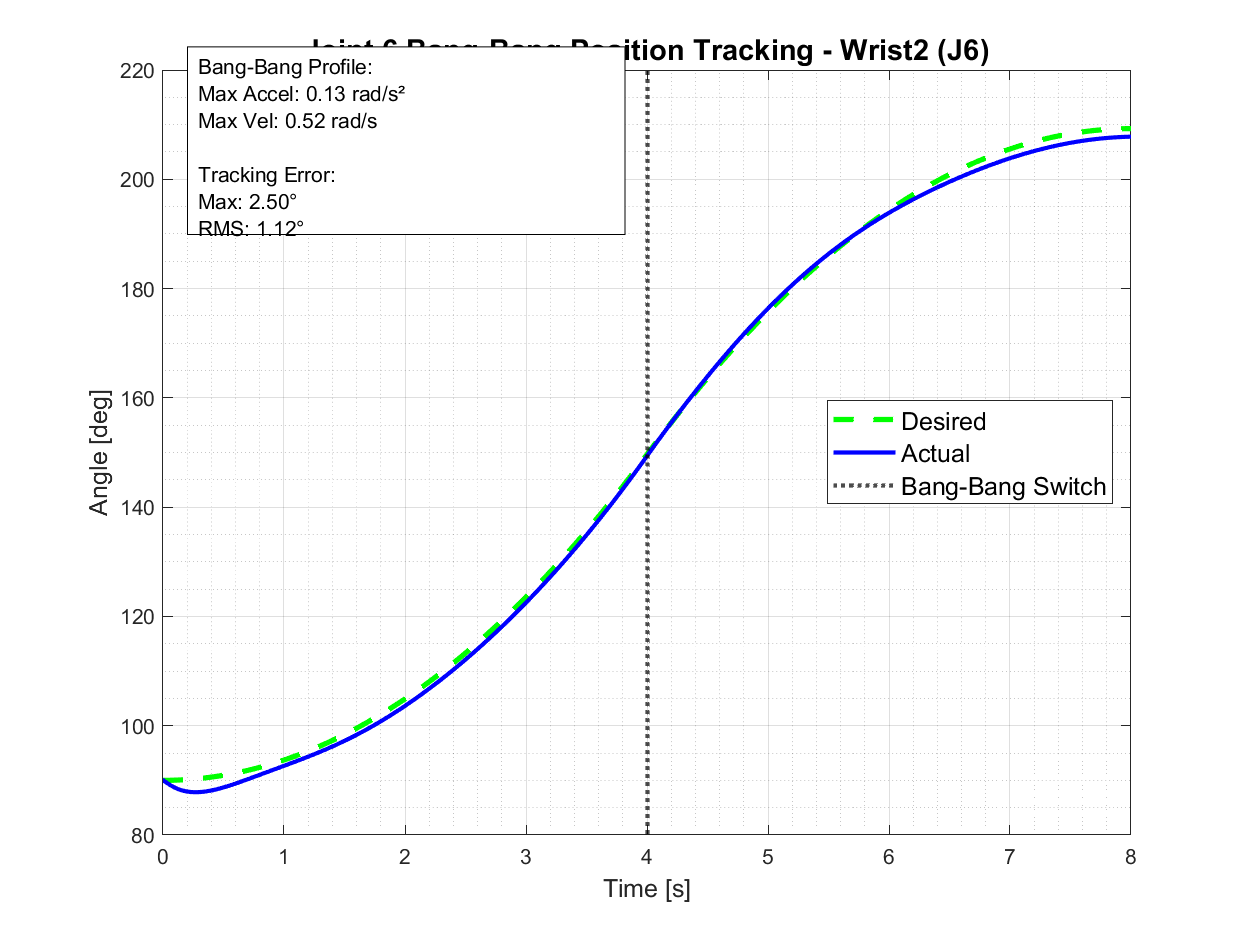 Joint 6 Bang-Bang Position Tracking - Wrist2 (J6)
Bang-Bang Profile:
Max Accel: 0.13 rad/s²
Max Vel: 0.52 rad/s
Tracking Error:
Max: 2.50°
RMS: 1.12°
220
200
180
160
140
120
100
80
Angle [deg]
Desired
Actual
Bang-Bang Switch
0 1 2 3 4 5 6 7 8
Time [s]